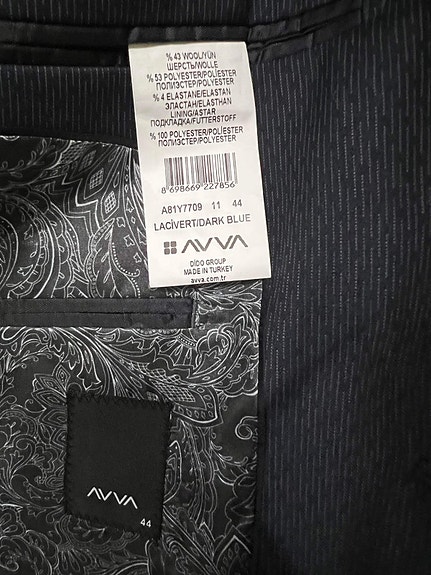 % 43 WOOL/YÜN
ШЕРСТЬ/WOLLE
% 53 POLYESTER/POLİESTER
ПОЛИЭСТЕР/POLYESTER
% 4 ELASTANE/ELASTAN
ЭЛАСТАН/ELASTHAN
LINING/ASTAR
ПОДКЛАДКА/FUTTERSTOFF
% 100 POLYESTER/POLİESTER
ПОЛИЭСТЕР/POLYESTER
8 698669 227856
A81Y7709 11 44
LACİVERT/DARK BLUE
AVVA
DİDO GROUP
MADE IN TURKEY
avva.com.tr
AVVA
44